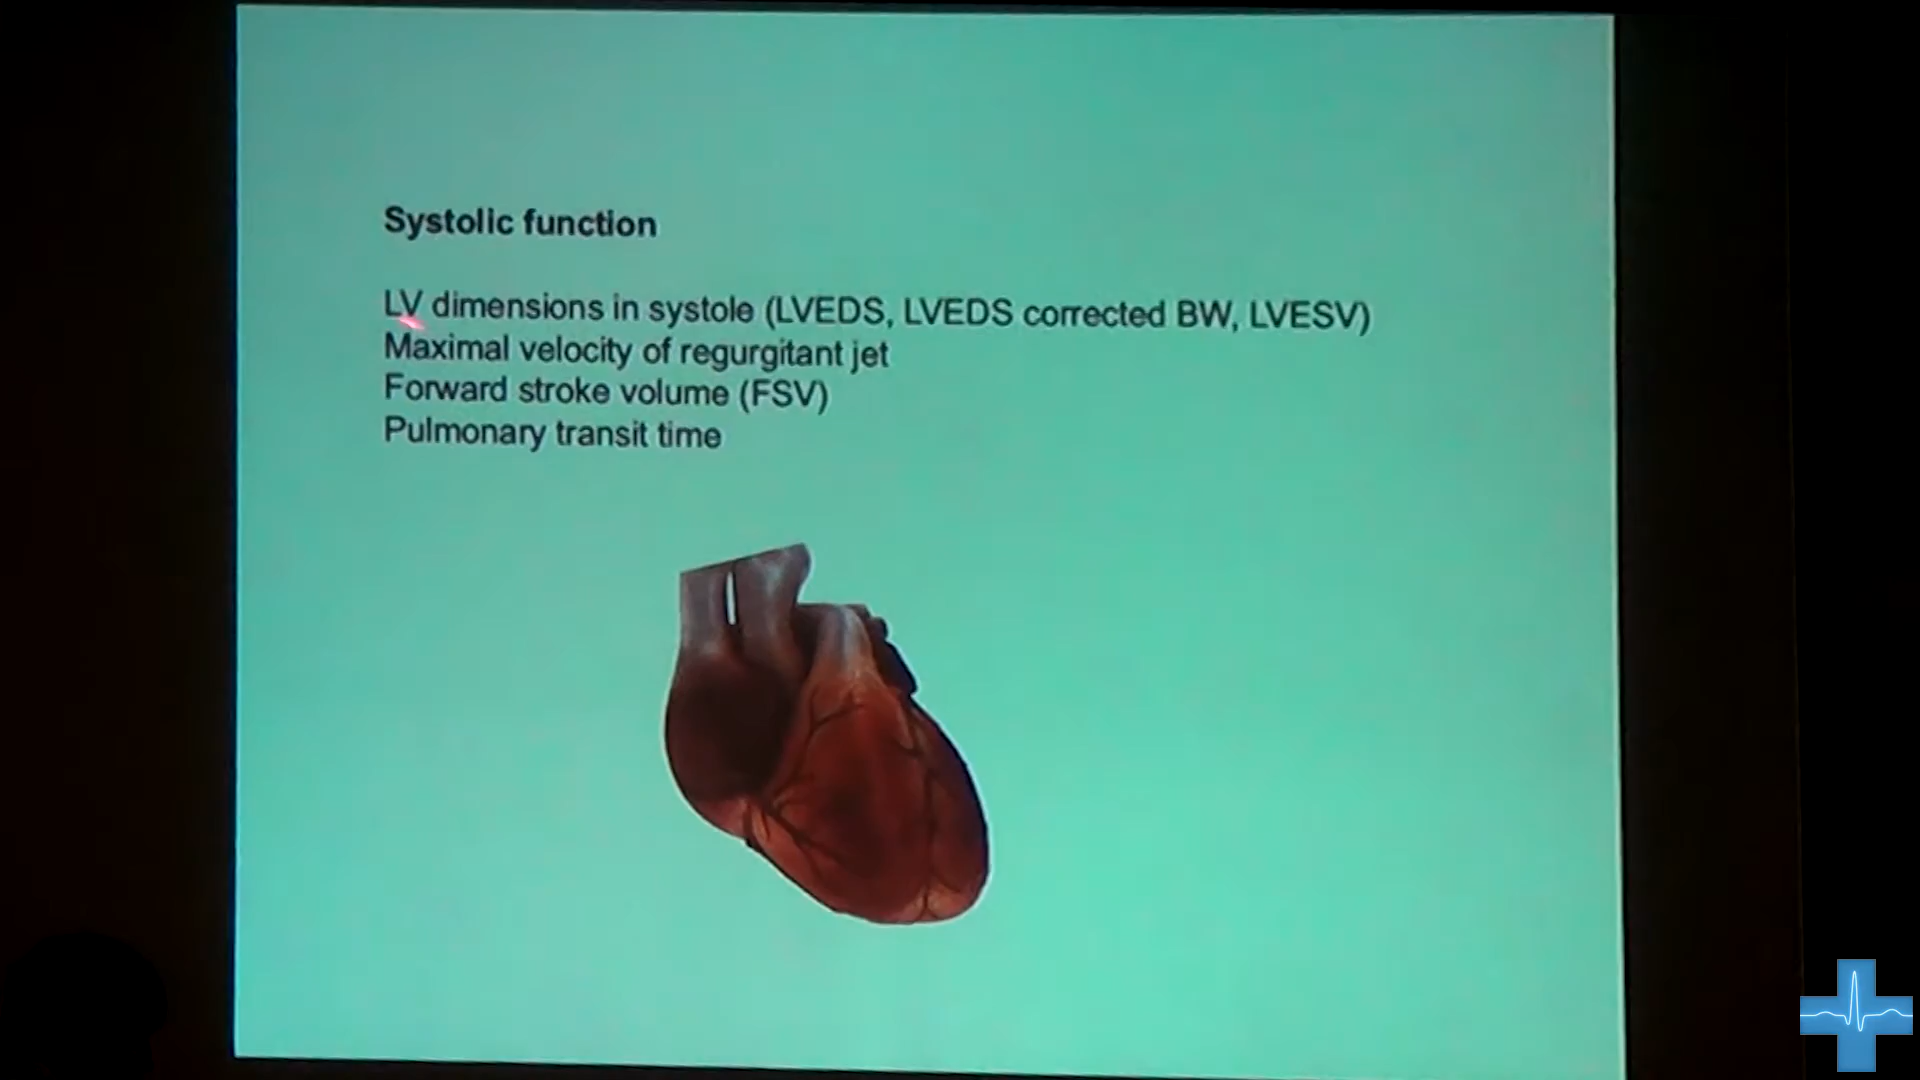 Systolic function
LV dimensions in systole (LVEDS, LVEDS corrected BW, LVESV)
Maximal velocity of regurgitant jet
Forward stroke volume (FSV)
Pulmonary transit time